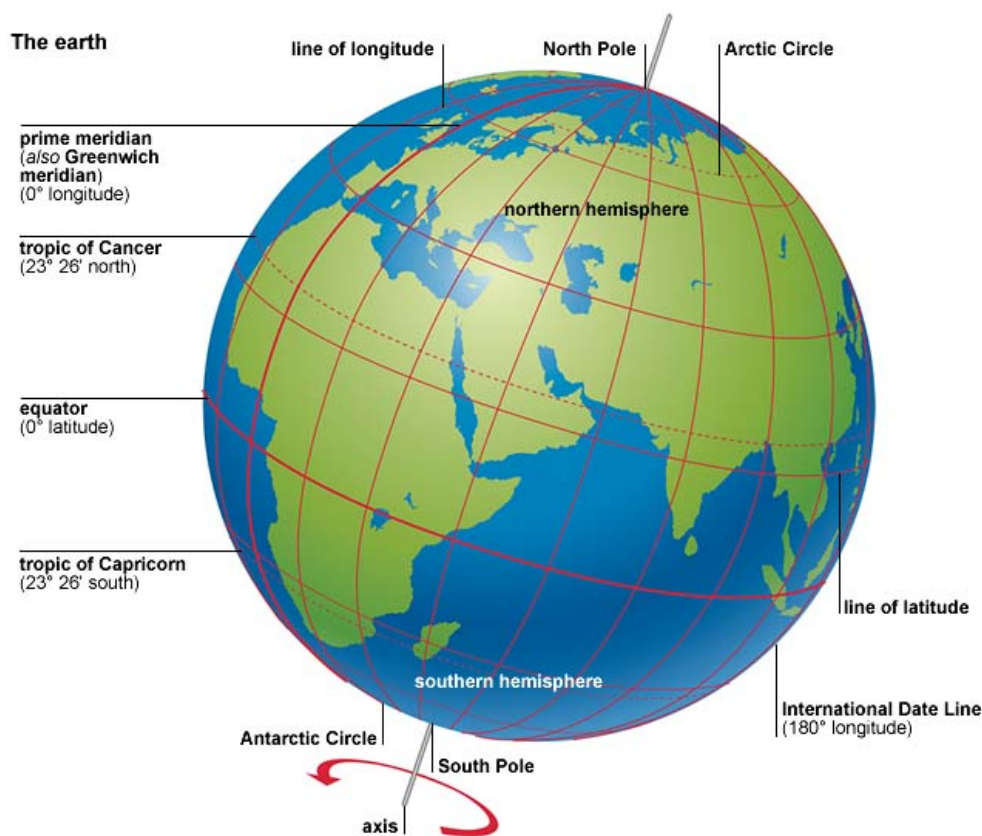 The earth
line of longitude
North Pole
Arctic Circle
prime meridian
(also Greenwich
meridian)
(0° longitude)
northern hemisphere
tropic of Cancer
(23° 26′ north)
equator
(0° latitude)
tropic of Capricorn
(23° 26′ south)
line of latitude
southern hemisphere
International Date Line
(180° longitude)
Antarctic Circle
South Pole
axis